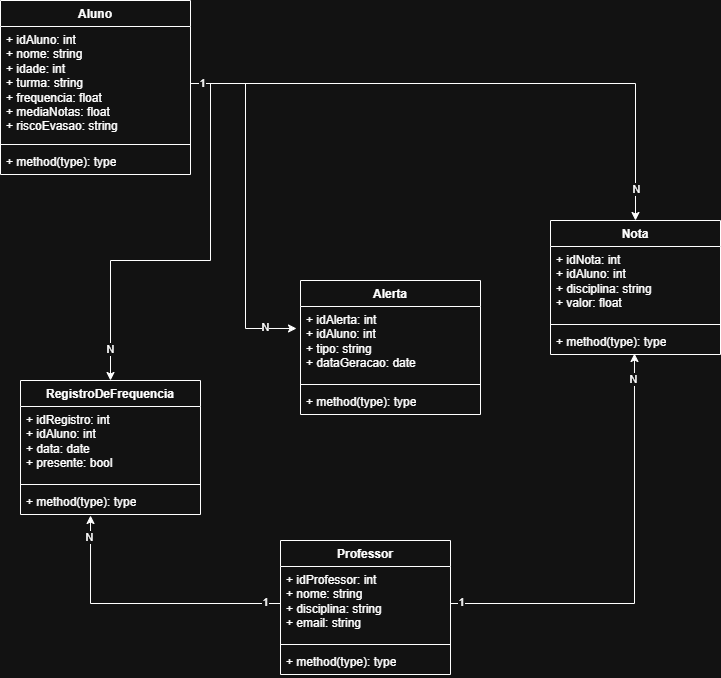 Aluno
+ idAluno: int
+ nome: string
+ idade: int
+ turma: string
+ frequencia: float
+ mediaNotas: float
+ riscoEvasao: string
+ method(type): type
1
N
Nota
+ idNota: int
+ idAluno: int
+ disciplina: string
+ valor: float
+ method(type): type
Alerta
+ idAlerta: int
+ idAluno: int
+ tipo: string
+ dataGeracao: date
+ method(type): type
N
N
RegistroDeFrequencia
+ idRegistro: int
+ idAluno: int
+ data: date
+ presente: bool
+ method(type): type
N
N
Professor
+ idProfessor: int
+ nome: string
+ disciplina: string
+ email: string
+ method(type): type
1
1